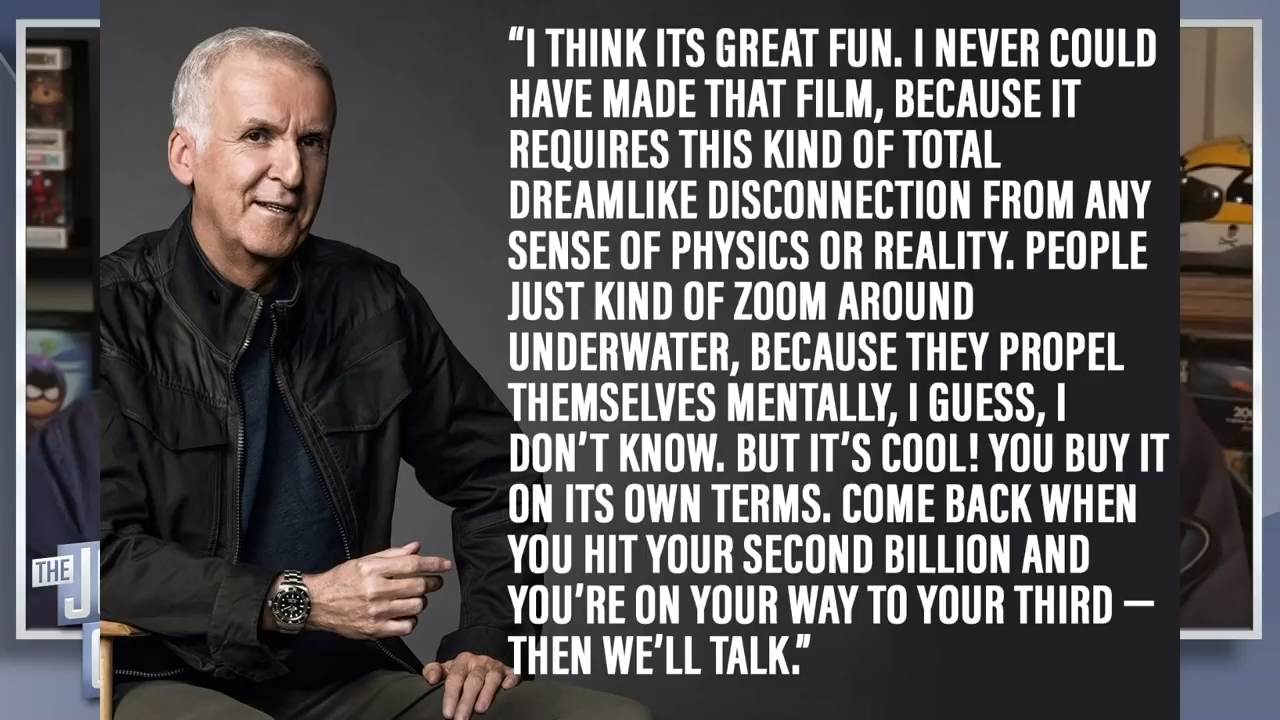 “I THINK ITS GREAT FUN. I NEVER COULD
HAVE MADE THAT FILM, BECAUSE IT
REQUIRES THIS KIND OF TOTAL
DREAMLIKE DISCONNECTION FROM ANY
SENSE OF PHYSICS OR REALITY. PEOPLE
JUST KIND OF ZOOM AROUND
UNDERWATER, BECAUSE THEY PROPEL
THEMSELVES MENTALLY, I GUESS, I
DON’T KNOW. BUT IT’S COOL! YOU BUY IT
ON ITS OWN TERMS. COME BACK WHEN
YOU HIT YOUR SECOND BILLION AND
YOU’RE ON YOUR WAY TO YOUR THIRD —
THEN WE’LL TALK.”
THE